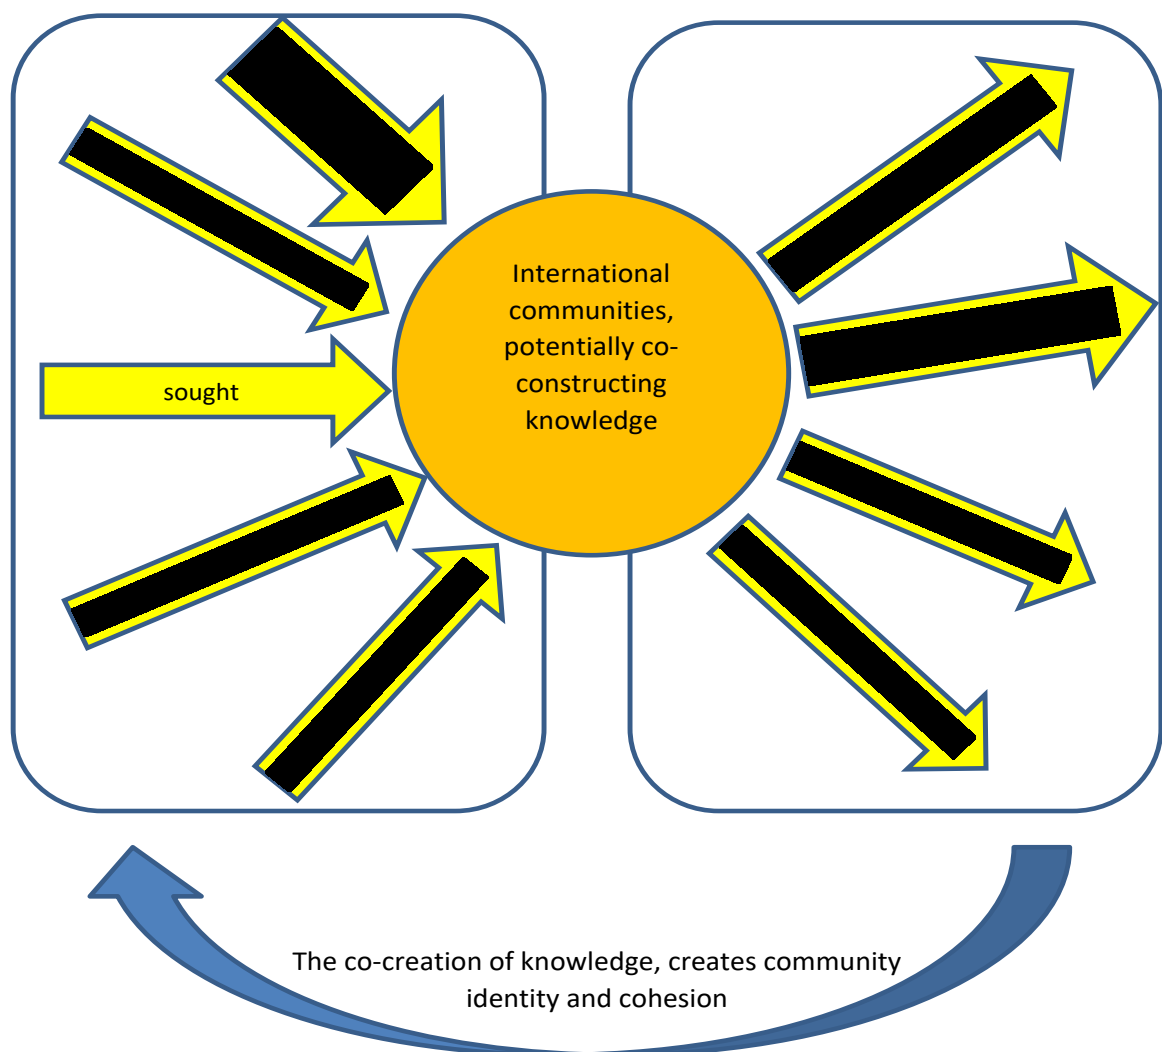 International
communities,
potentially co-
constructing
knowledge
sought
The co-creation of knowledge, creates community
identity and cohesion